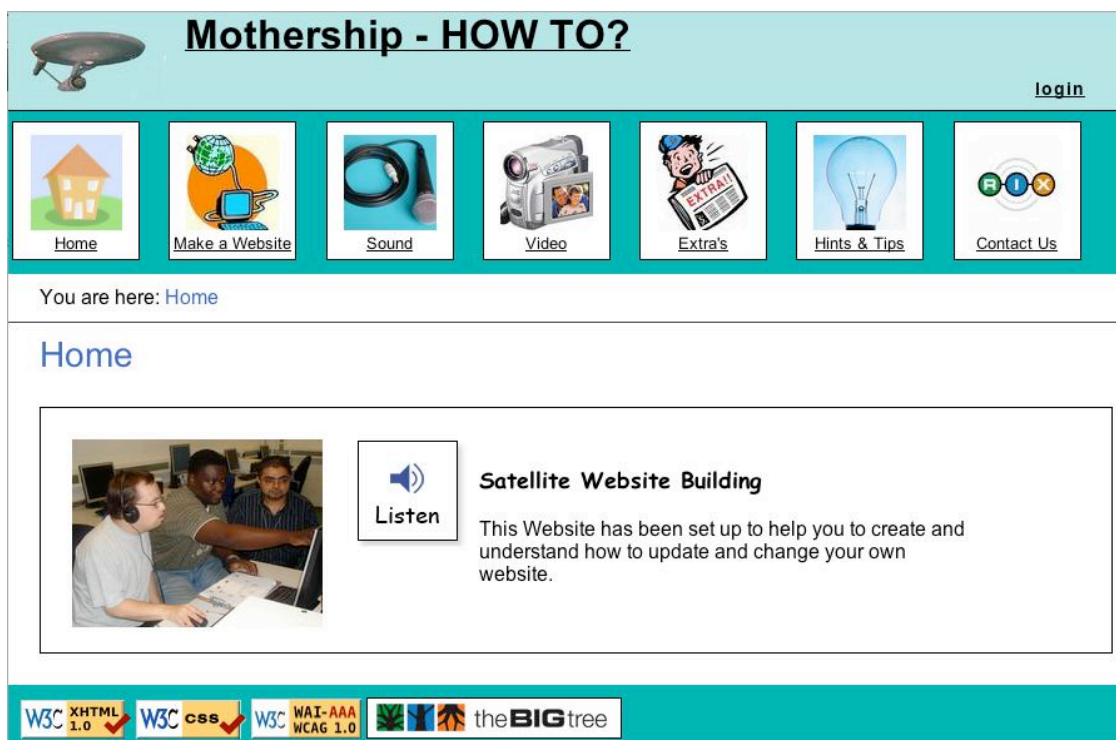 Mothership - HOW TO?
login
EXTRA!!
Home
Make a Website
Sound
Video
Extra's
Hints & Tips
R-I-X
Contact Us
You are here: Home
Home
Listen
Satellite Website Building
This Website has been set up to help you to create and
understand how to update and change your own
website.
W3C XHTML 1.0
W3C css
W3C WAI-AAA WCAG 1.0
theBIGtree